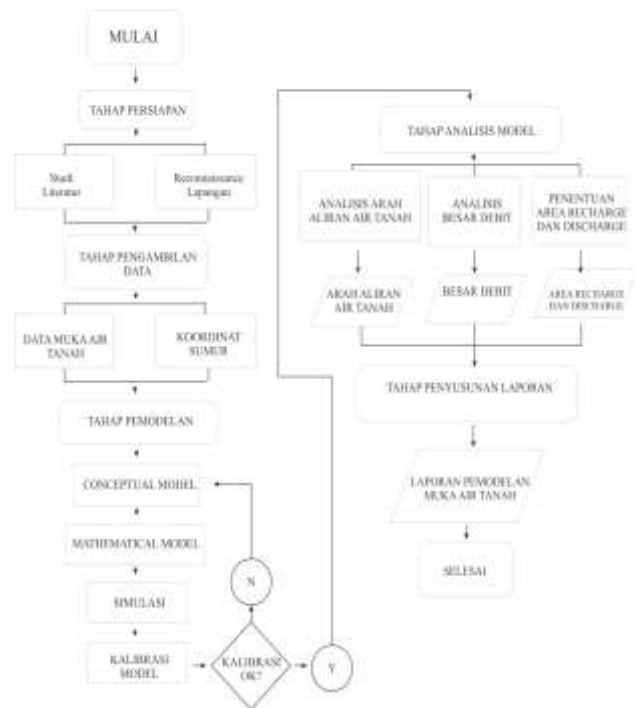 MULAI
TAHAP PERSIAPAN
Studi
Literatur
Reconnaissance
Lapangan
TAHAP PENGAMBILAN
DATA
DATA MUKA AIR
TANAH
KOORDINAT
SUMUR
TAHAP PEMODELAN
CONCEPTUAL MODEL
MATHEMATICAL MODEL
SIMULASI
KALIBRASI
MODEL
KALIBRASI
OK?
N
Y
TAHAP ANALISIS MODEL
ANALISIS ARAH
ALIRAN AIR TANAH
ANALISIS
BESAR DEBIT
PENENTUAN
AREA RECHARGE
DAN DISCHARGE
ARAH ALIRAN
AIR TANAH
BESAR DEBIT
AREA RECHARGE
DAN DISCHARGE
TAHAP PENYUSUNAN LAPORAN
LAPORAN PEMODELAN
MUKA AIR TANAH
SELESAI